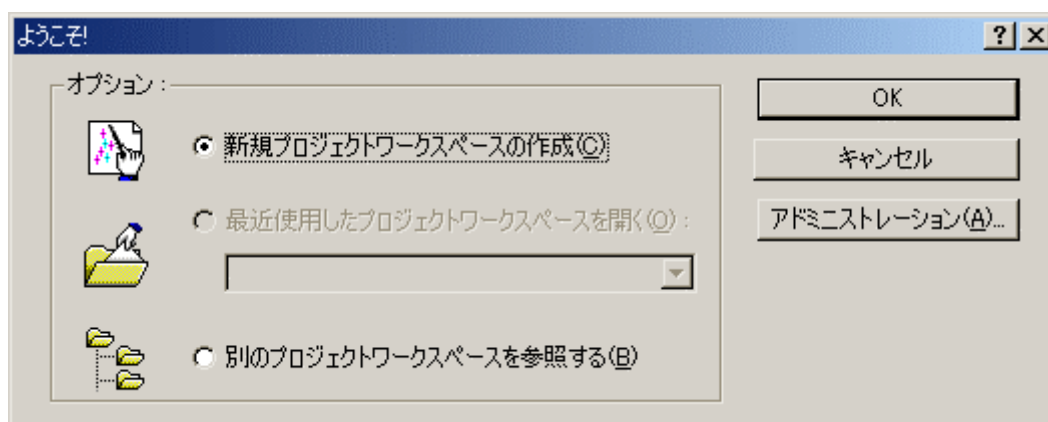 ようこそ!
オプション :
新規プロジェクトワークスペースの作成(C)
最近使用したプロジェクトワークスペースを開く(O) :
別のプロジェクトワークスペースを参照する(B)
OK
キャンセル
アドミニストレーション(A)...